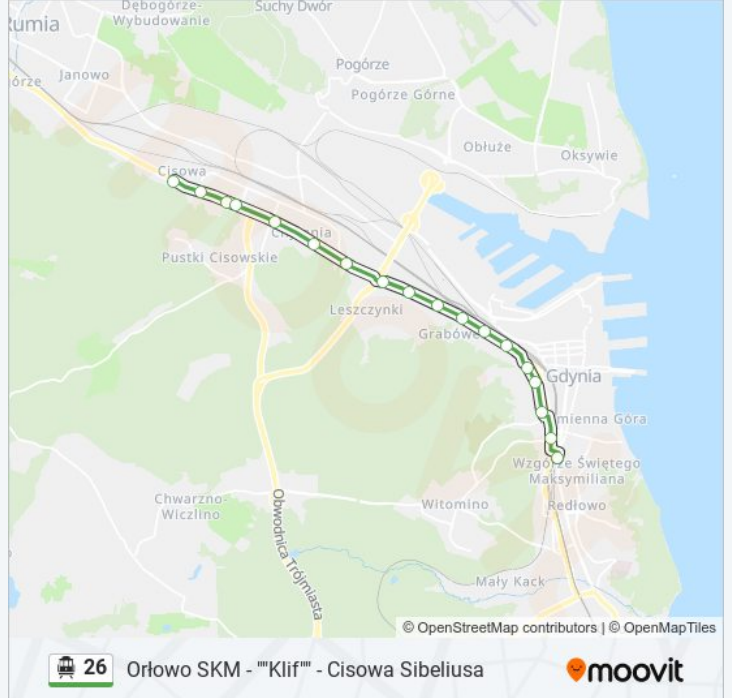 Dębogórze-
Wybudowanie
Suchy Dwór
Rumia
Janowo
Pogórze
Pogórze Górne
Obłuże
Oksywie
Cisowa
Pustki Cisowskie
Leszczynki
Grabówe
Gdynia
mienna Góra
Wzgórze Świętego
Maksymiliana
Witomino
Redłowo
Chwarzno-
Wiczlino
Obwodnica Trójmiasta
Mały Kack
© OpenStreetMap contributors | © OpenMapTiles
26 Orłowo SKM - ""Klif"" - Cisowa Sibeliusa
moovit